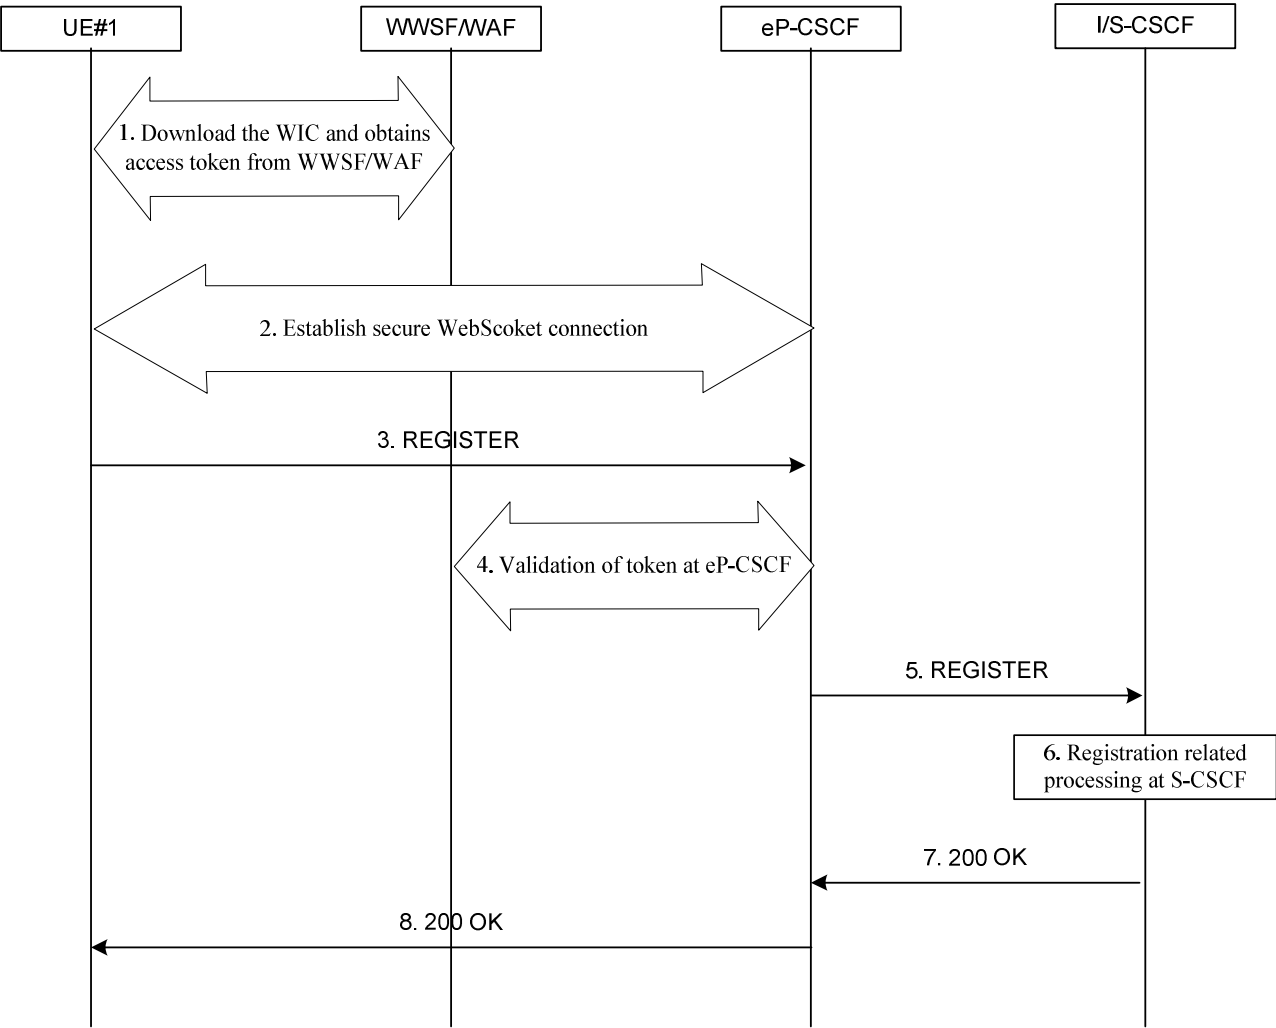 UE#1
WWSF/WAF
eP-CSCF
I/S-CSCF
1. Download the WIC and obtains
access token from WWSF/WAF
2. Establish secure WebScoket connection
3. REGISTER
4. Validation of token at eP-CSCF
5. REGISTER
6. Registration related
processing at S-CSCF
7. 200 OK
8. 200 OK